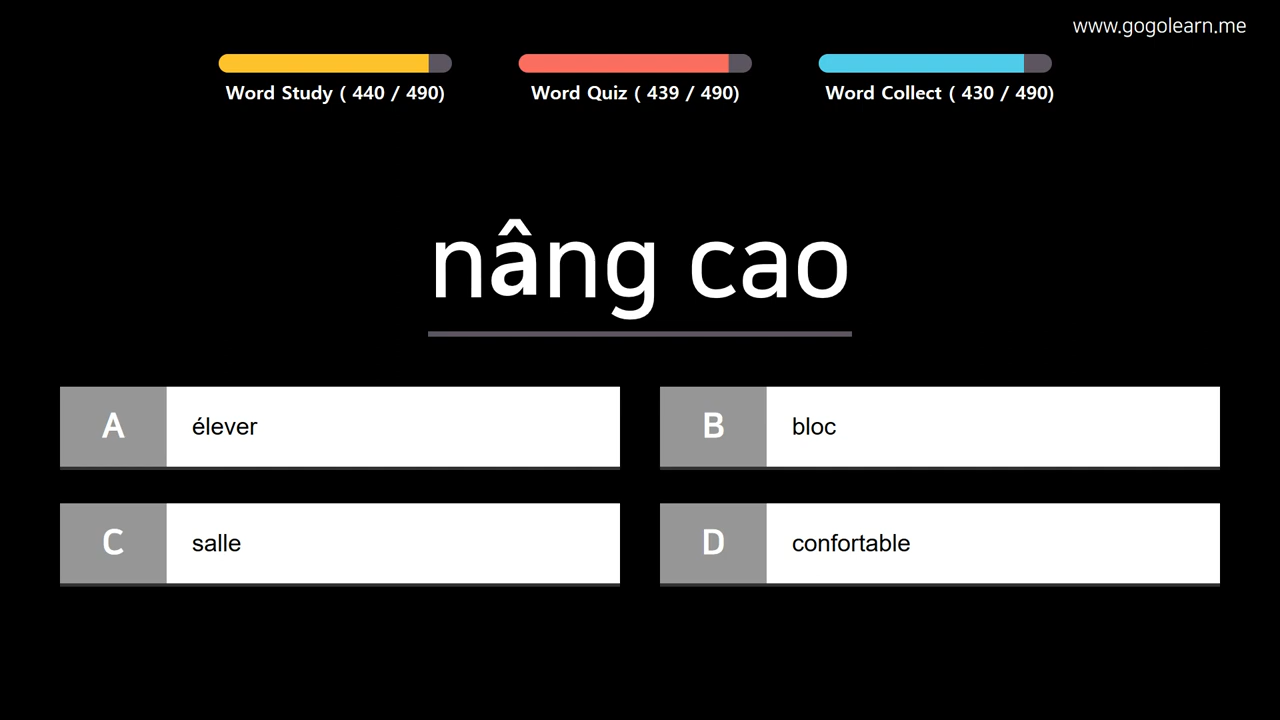 www.gogolearn.me
Word Study ( 440 / 490)
Word Quiz ( 439 / 490)
Word Collect ( 430 / 490)
nâng cao
A
élever
B
bloc
C
salle
D
confortable